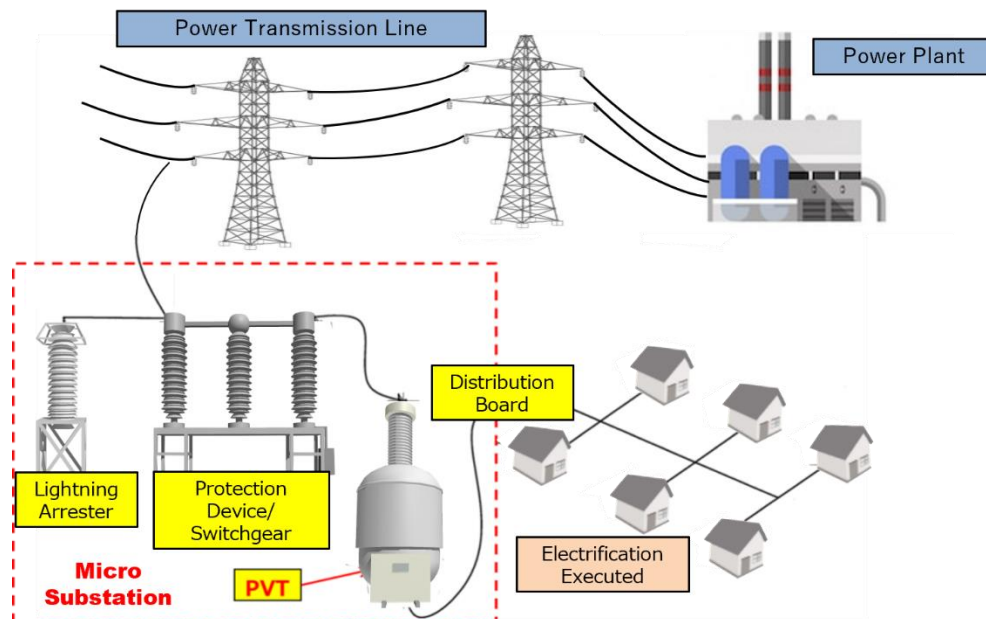 Power Transmission Line
Power Plant
Distribution
Board
Lightning
Arrester
Protection
Device/
Switchgear
Electrification
Executed
Micro
Substation
PVT